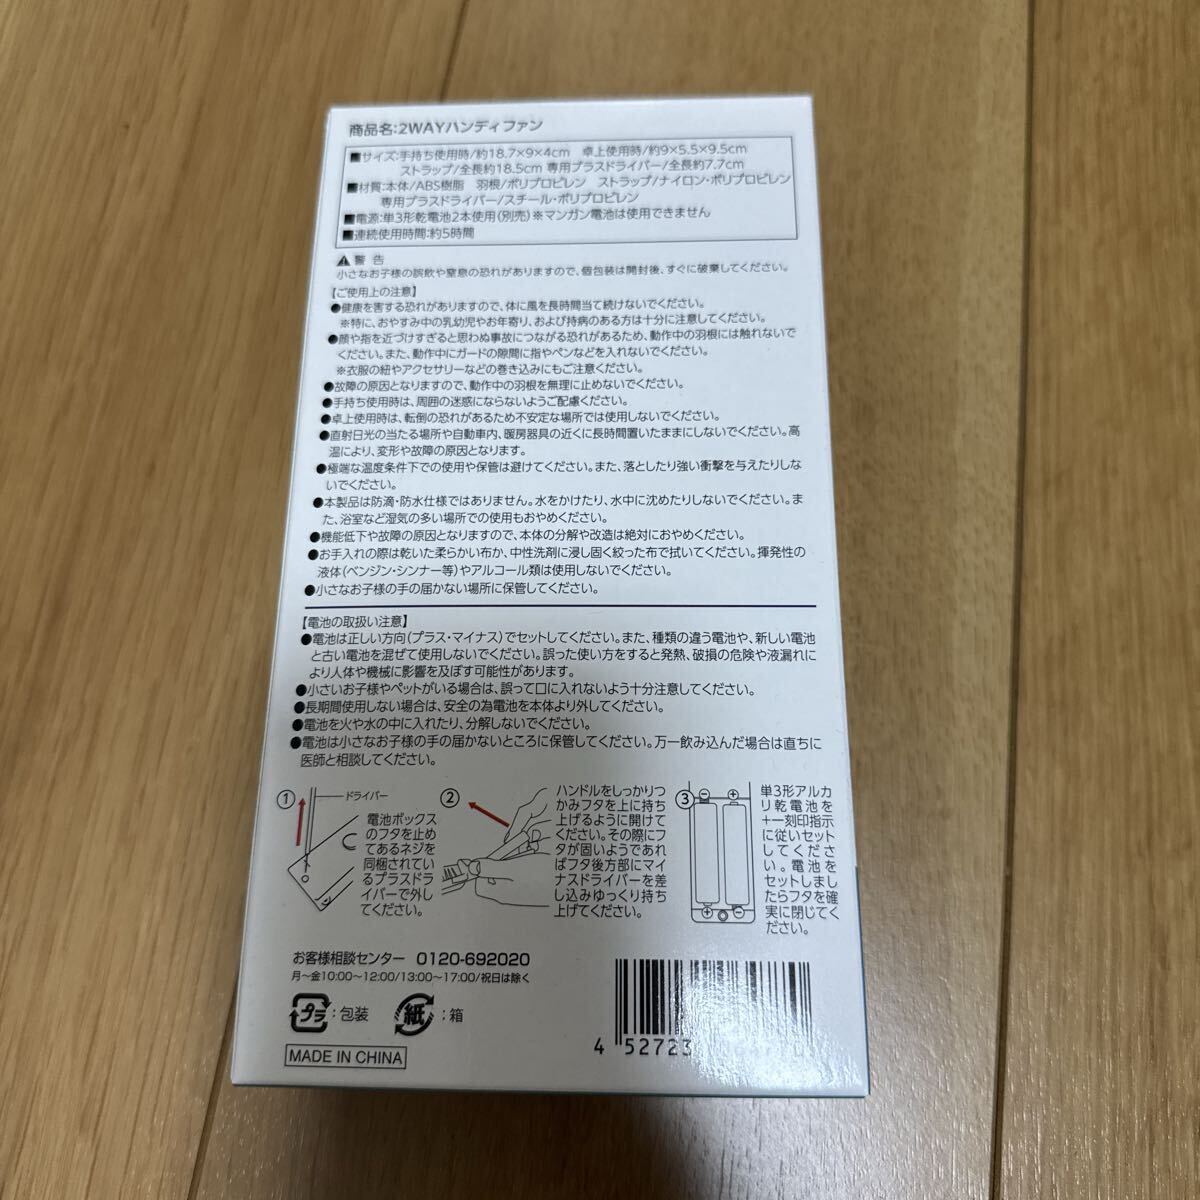 商品名:2WAYハンディファン
■サイズ:手持ち使用時/約18.7×9×4cm 卓上使用時/約9×5.5×9.5cm
ストラップ/全長約18.5cm 専用プラスドライバー/全長約7.7cm
■材質:本体/ABS樹脂 羽根/ポリプロピレン ストラップ/ナイロン・ポリプロピレン
専用プラスドライバー/スチール・ポリプロピレン
■電源:単3形乾電池2本使用(別売)※マンガン電池は使用できません
■連続使用時間:約5時間
⚠警告
小さなお子様の誤飲や窒息の恐れがありますので、個包装は開封後、すぐに破棄してください。
【ご使用上の注意】
●健康を害する恐れがありますので、体に風を長時間当て続けないでください。
※特に、おやすみ中の乳幼児やお年寄り、および持病のある方は十分に注意してください。
●顔や指を近づけすぎると思わぬ事故につながる恐れがあるため、動作中の羽根には触れないで
ください。また、動作中にガードの隙間に指やペンなどを入れないでください。
※衣服の紐やアクセサリーなどの巻き込みにもご注意ください。
●故障の原因となりますので、動作中の羽根を無理に止めないでください。
●手持ち使用時は、周囲の迷惑にならないようご配慮ください。
●卓上使用時は、転倒の恐れがあるため不安定な場所では使用しないでください。
●直射日光の当たる場所や自動車内、暖房器具の近くに長時間置いたままにしないでください。高
温により、変形や故障の原因となります。
●極端な温度条件下での使用や保管は避けてください。また、落としたり強い衝撃を与えたりしな
いでください。
●本製品は防滴・防水仕様ではありません。水をかけたり、水中に沈めたりしないでください。ま
た、浴室など湿気の多い場所での使用もおやめください。
●機能低下や故障の原因となりますので、本体の分解や改造は絶対におやめください。
●お手入れの際は乾いた柔らかい布か、中性洗剤に浸し固く絞った布で拭いてください。揮発性の
液体(ベンジン・シンナー等)やアルコール類は使用しないでください。
●小さなお子様の手の届かない場所に保管してください。
【電池の取扱い注意】
●電池は正しい方向(プラス・マイナス)でセットしてください。また、種類の違う電池や、新しい電池
と古い電池を混ぜて使用しないでください。誤った使い方をすると発熱、破損の危険や液漏れに
より人体や機械に影響を及ぼす可能性があります。
●小さいお子様やペットがいる場合は、誤って口に入れないよう十分注意してください。
●長期間使用しない場合は、安全の為電池を本体より外してください。
●電池を火や水の中に入れたり、分解しないでください。
●電池は小さなお子様の手の届かないところに保管してください。万一飲み込んだ場合は直ちに
医師と相談してください。
①
ドライバー
電池ボックス
のフタを止め
てあるネジを
同梱されてい
るプラスドラ
イバーで外し
てください。
②
ハンドルをしっかりつ
かみフタを上に持ち
上げるように開けて
ください。その際にフ
タが固いようであれ
ばフタ後方部にマイ
ナスドライバーを差
し込みゆっくり持ち
上げてください。
③
単3形アルカ
リ乾電池を
+−刻印指示
に従いセット
してくださ
い。電池を
セットしまし
たらフタを確
実に閉じてく
ださい。
お客様相談センター 0120-692020
月〜金10:00〜12:00/13:00〜17:00/祝日は除く
プラ:包装 紙:箱
MADE IN CHINA
4 52723